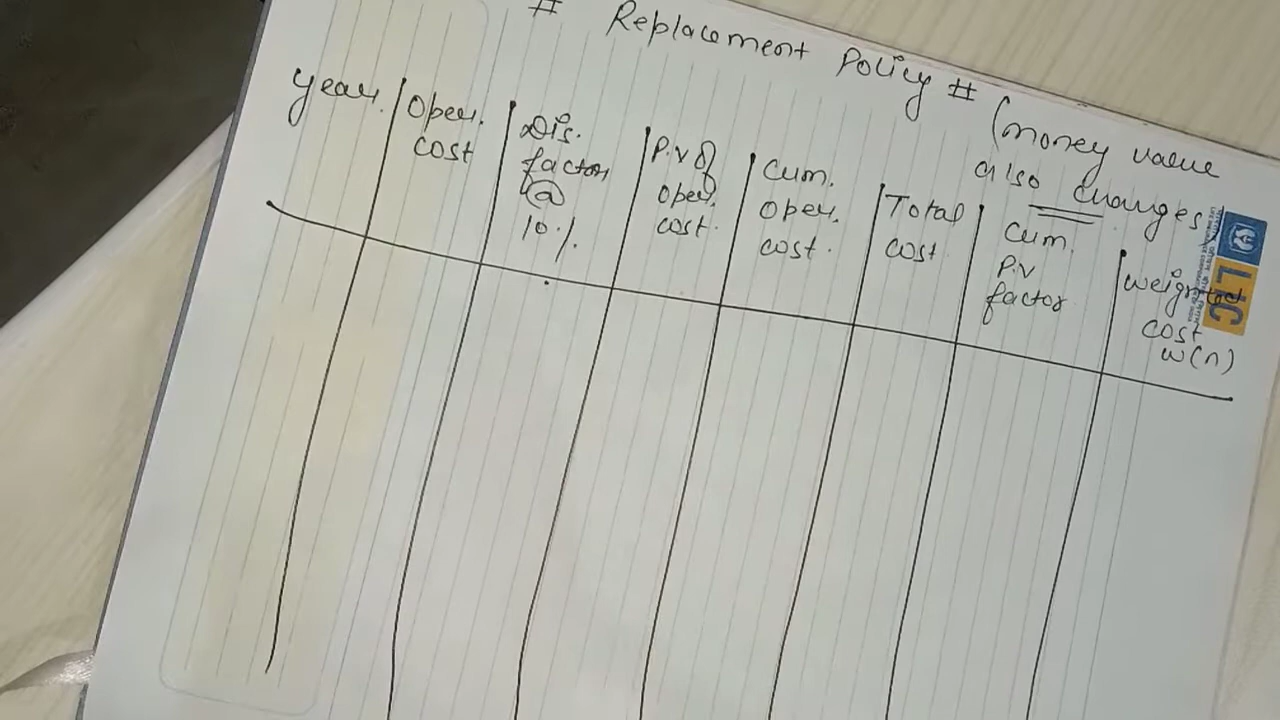 # Replacement Policy #
(money value
also changes
year.
Oper.
cost
Dis.
factor
@
10%
P.V of
oper.
cost.
Cum.
oper.
cost.
Total
cost
Cum.
P.V
factor
weighted
cost
w(n)
LIC